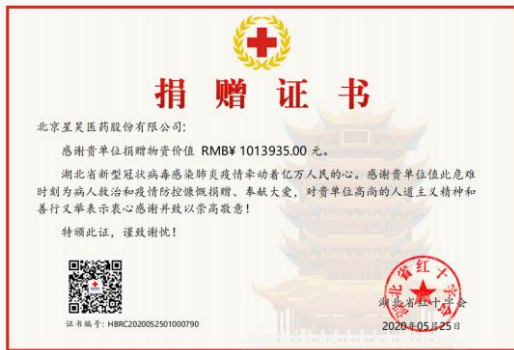 捐赠证书
北京星昊医药股份有限公司:
感谢贵单位捐赠物资价值 RMB¥ 1013935.00 元。
湖北省新型冠状病毒感染肺炎疫情牵动着亿万人民的心。感谢贵单位值此危难
时刻为病人救治和疫情防控慷慨捐赠、奉献大爱，对贵单位高尚的人道主义精神和
善行义举表示衷心感谢并致以崇高敬意！
特颁此证，谨致谢忱！
湖北省红十字会
湖北省红十字会
证书编号: HBRC2020052501000790
2020年05月25日